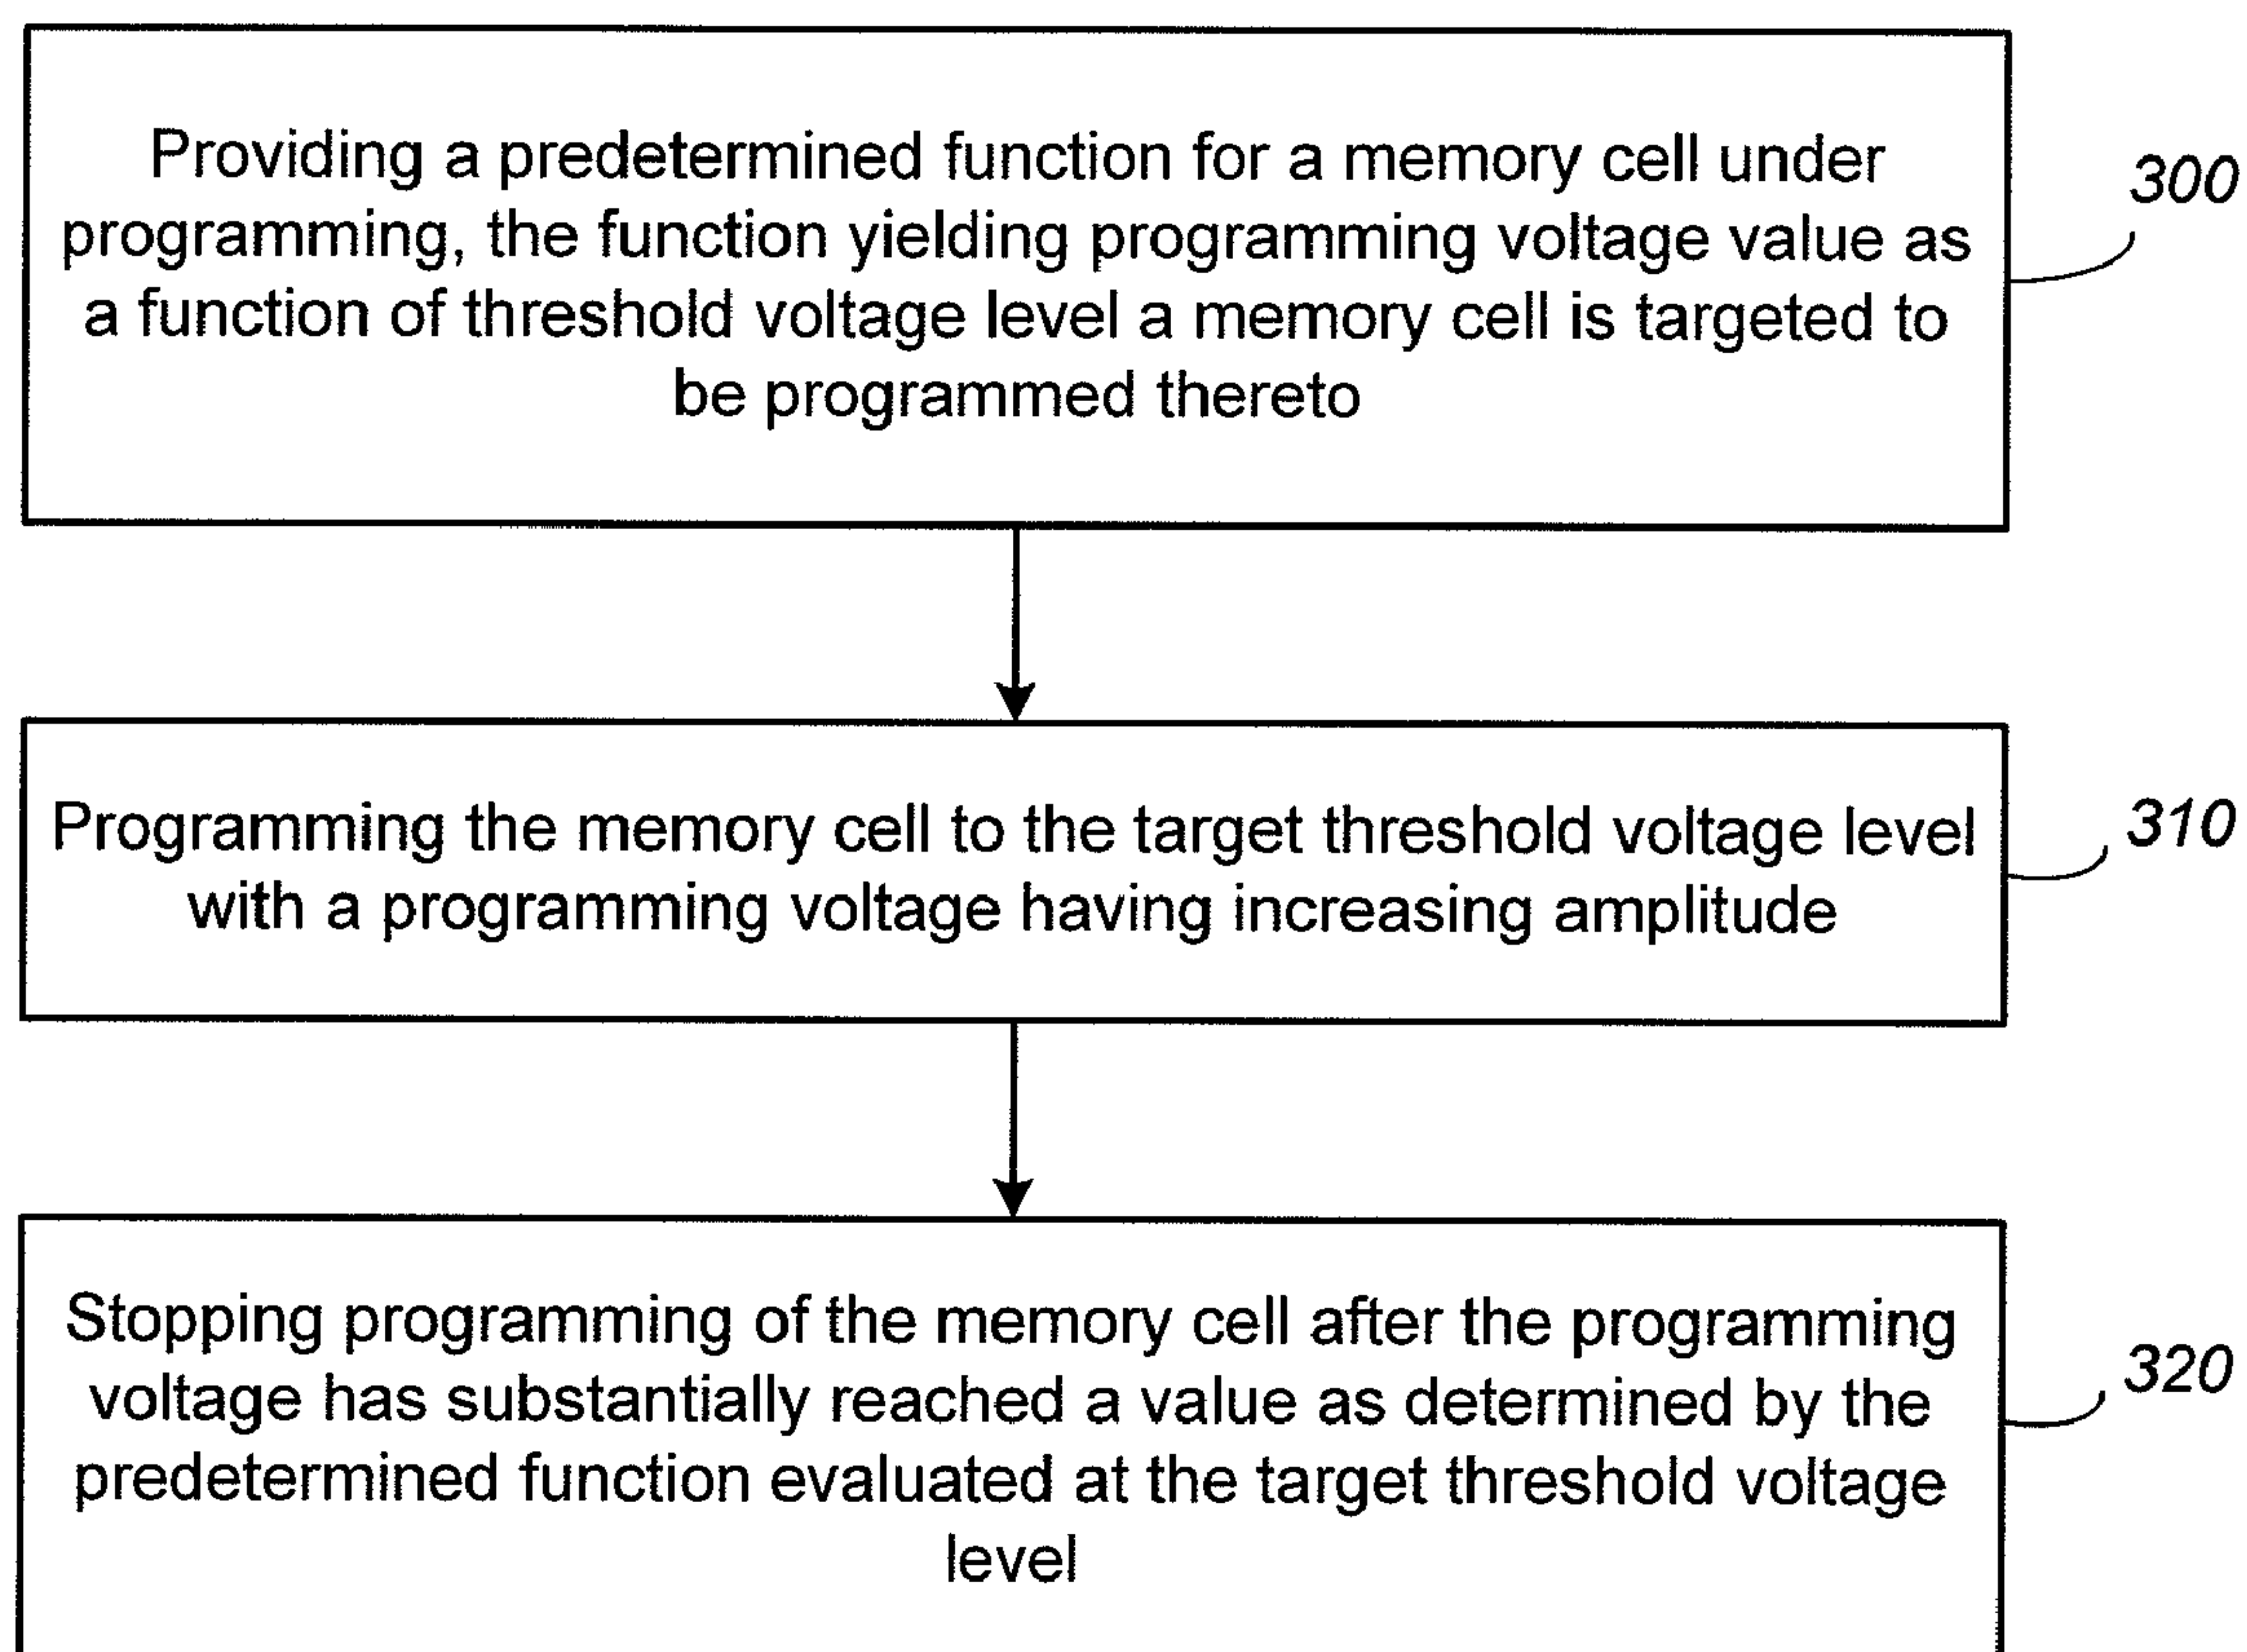 Providing a predetermined function for a memory cell under
programming, the function yielding programming voltage value as
a function of threshold voltage level a memory cell is targeted to
be programmed thereto
300
Programming the memory cell to the target threshold voltage level
with a programming voltage having increasing amplitude
310
Stopping programming of the memory cell after the programming
voltage has substantially reached a value as determined by the
predetermined function evaluated at the target threshold voltage
level
320